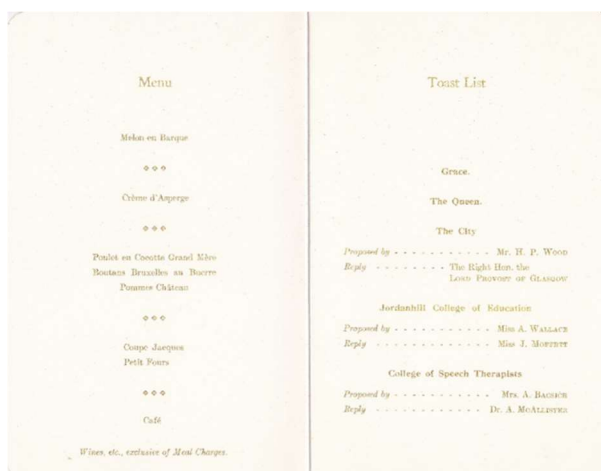 Menu
Melon en Barque
Crème d'Asperge
Poulet en Cocotte Grand Mère
Boutons Bruxelles au Buerre
Pommes Château
Coupe Jacques
Petit Fours
Café
Wines, etc., exclusive of Meal Charges.
Toast List
Grace.
The Queen.
The City
Proposed by - - - - - - - - - - - Mr. H. P. WOOD
Reply - - - - - - - - The Right Hon. the
LORD PROVOST OF GLASGOW
Jordanhill College of Education
Proposed by - - - - - - - - - - - Miss A. WALLACE
Reply - - - - - - - - - - - - Miss J. MOFFETT
College of Speech Therapists
Proposed by - - - - - - - - - - - Mrs. A.
Reply - - - - - - - - - - - - Dr. A. MCALLISTER